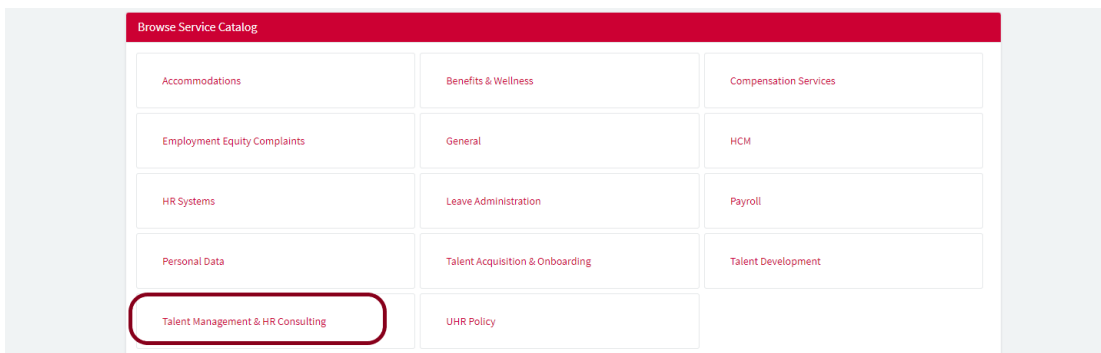 Browse Service Catalog
Accommodations
Benefits & Wellness
Compensation Services
Employment Equity Complaints
General
HCM
HR Systems
Leave Administration
Payroll
Personal Data
Talent Acquisition & Onboarding
Talent Development
Talent Management & HR Consulting
UHR Policy